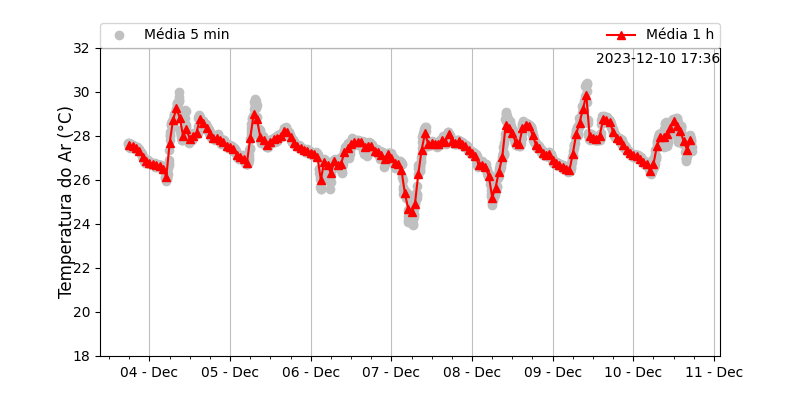 Média 5 min
Média 1 h
2023-12-10 17:36
Temperatura do Ar (°C)
32
30
28
26
24
22
20
18
04 - Dec
05 - Dec
06 - Dec
07 - Dec
08 - Dec
09 - Dec
10 - Dec
11 - Dec